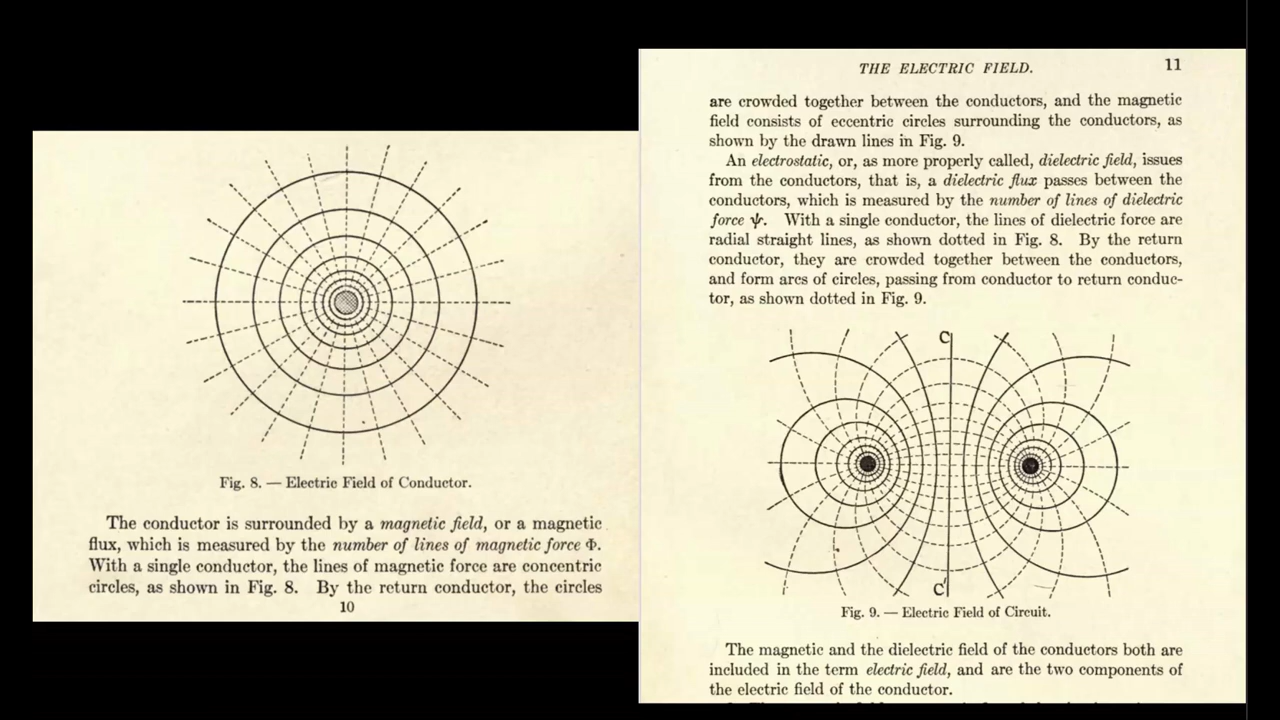 Fig. 8. — Electric Field of Conductor.
The conductor is surrounded by a magnetic field, or a magnetic
flux, which is measured by the number of lines of magnetic force Φ.
With a single conductor, the lines of magnetic force are concentric
circles, as shown in Fig. 8. By the return conductor, the circles
10
THE ELECTRIC FIELD. 11
are crowded together between the conductors, and the magnetic
field consists of eccentric circles surrounding the conductors, as
shown by the drawn lines in Fig. 9.
An electrostatic, or, as more properly called, dielectric field, issues
from the conductors, that is, a dielectric flux passes between the
conductors, which is measured by the number of lines of dielectric
force ψ. With a single conductor, the lines of dielectric force are
radial straight lines, as shown dotted in Fig. 8. By the return
conductor, they are crowded together between the conductors,
and form arcs of circles, passing from conductor to return conduc-
tor, as shown dotted in Fig. 9.
C
C′
Fig. 9. — Electric Field of Circuit.
The magnetic and the dielectric field of the conductors both are
included in the term electric field, and are the two components of
the electric field of the conductor.